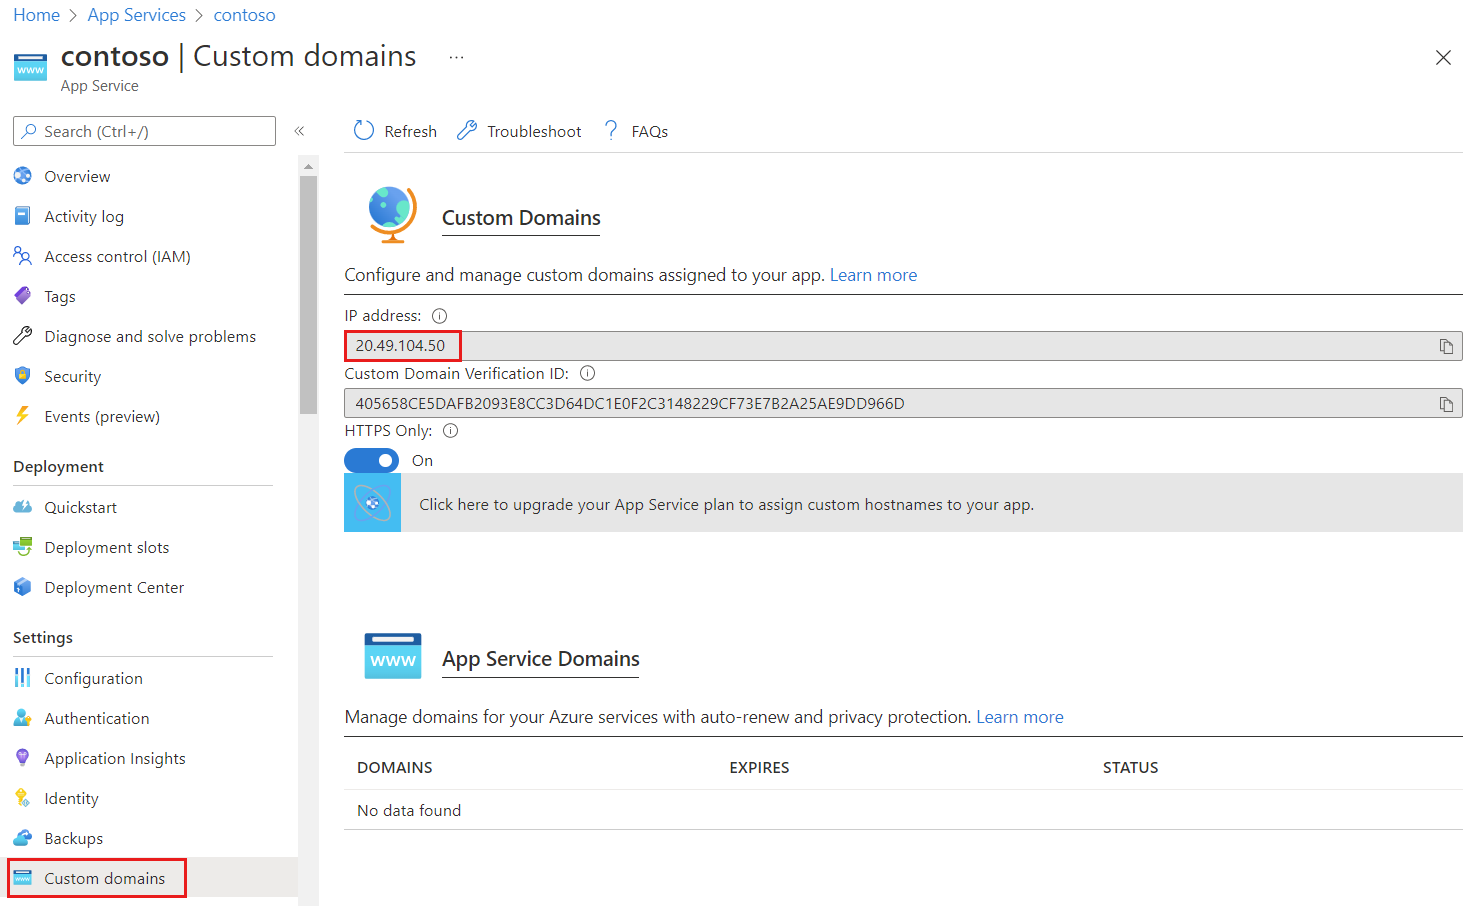 Home > App Services > contoso
contoso | Custom domains ...
www
App Service
Search (Ctrl+/)
«
Refresh
Troubleshoot
? FAQs
Overview
Activity log
Access control (IAM)
Tags
Diagnose and solve problems
Security
Events (preview)
Deployment
Quickstart
Deployment slots
Deployment Center
Settings
Configuration
Authentication
Application Insights
Identity
Backups
Custom domains
Custom Domains
Configure and manage custom domains assigned to your app. Learn more
IP address:
20.49.104.50
Custom Domain Verification ID:
405658CE5DAFB2093E8CC3D64DC1E0F2C3148229CF73E7B2A25AE9DD966D
HTTPS Only:
On
Click here to upgrade your App Service plan to assign custom hostnames to your app.
www
App Service Domains
Manage domains for your Azure services with auto-renew and privacy protection. Learn more
DOMAINS EXPIRES STATUS
No data found